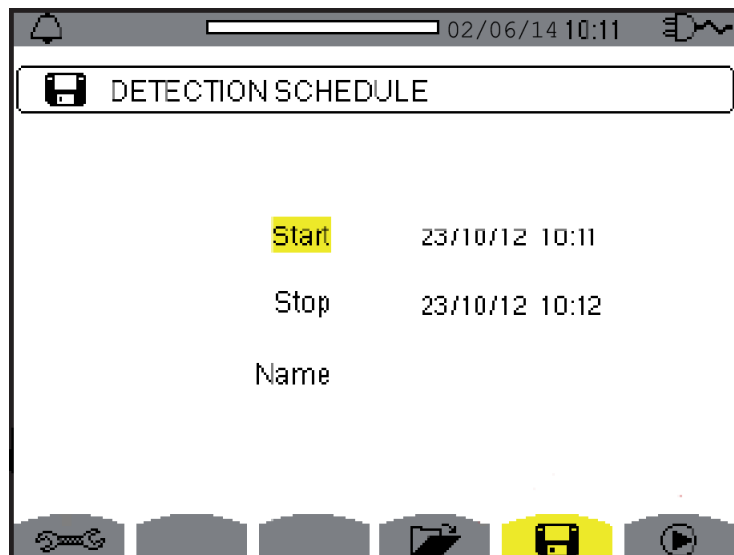 02/06/14 10:11
DETECTION SCHEDULE
Start 23/10/12 10:11
Stop 23/10/12 10:12
Name